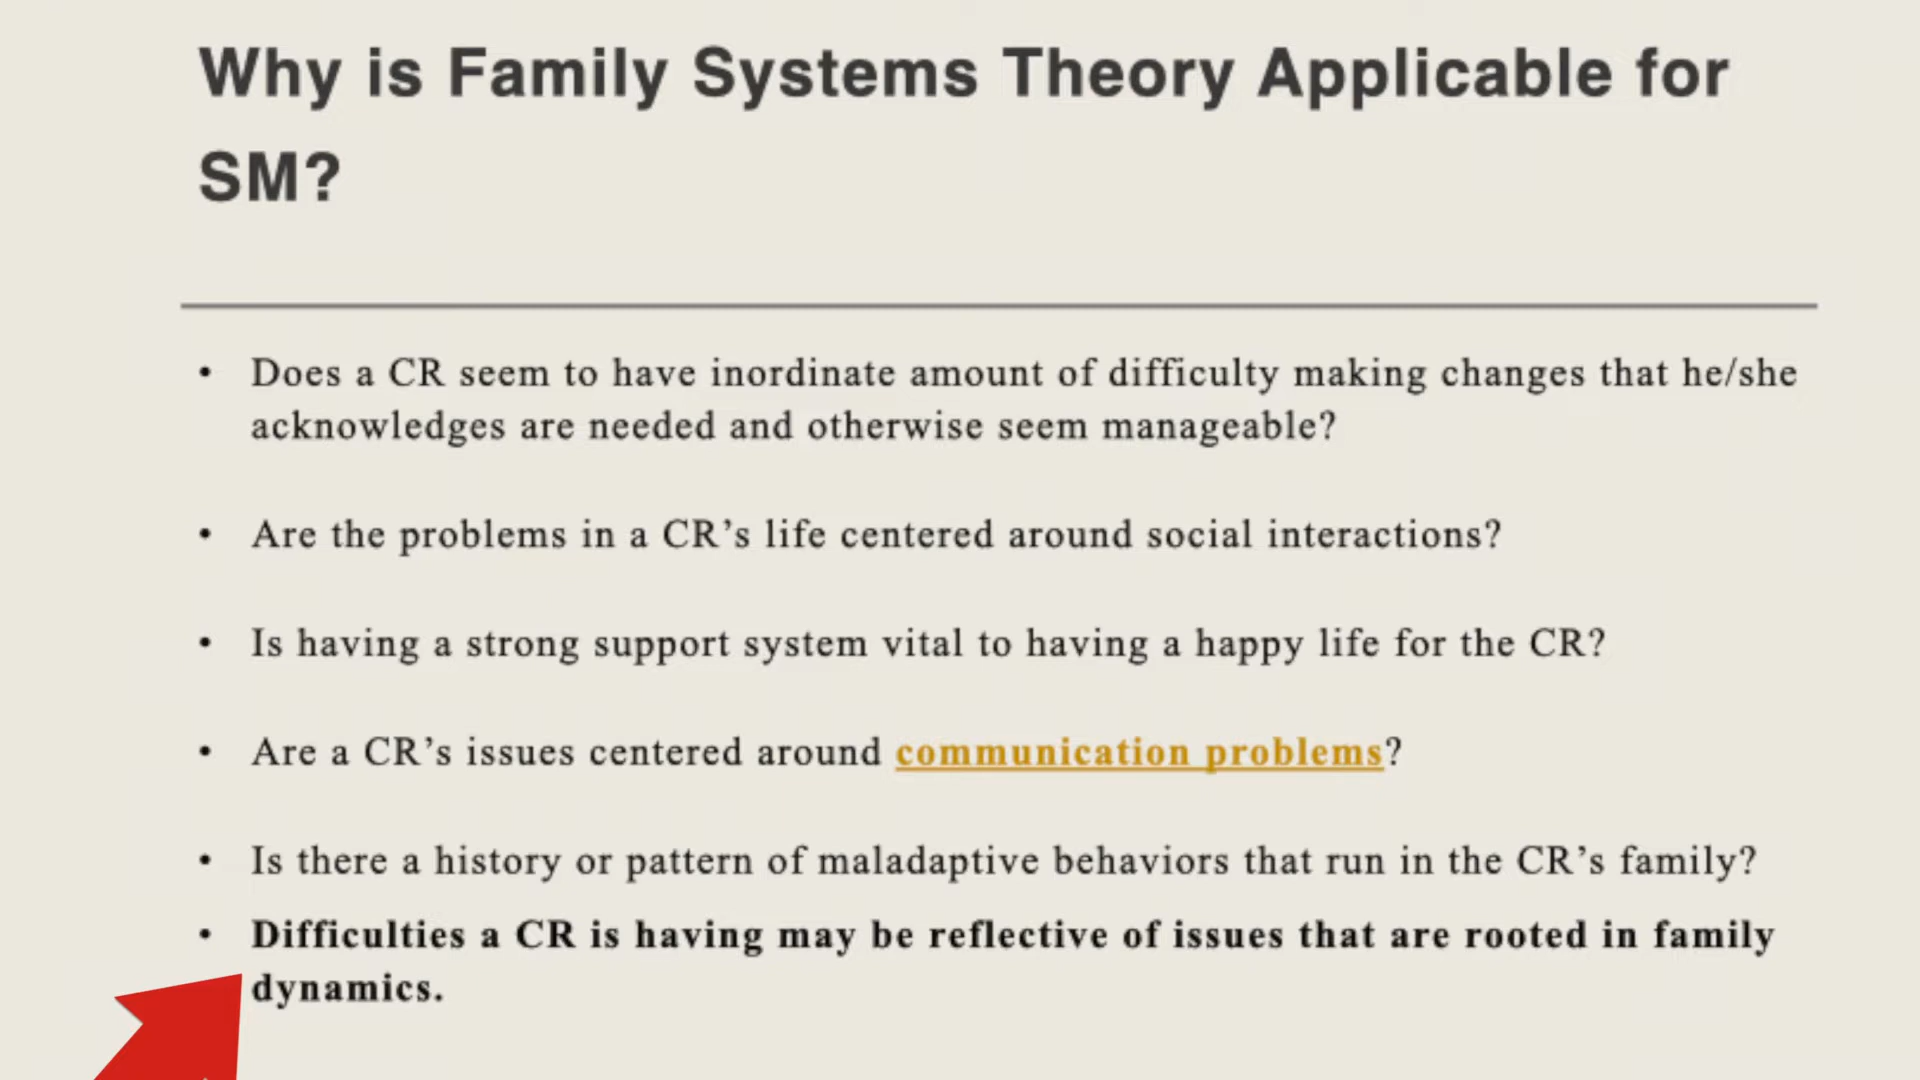 Why is Family Systems Theory Applicable for
SM?
• Does a CR seem to have inordinate amount of difficulty making changes that he/she
acknowledges are needed and otherwise seem manageable?
• Are the problems in a CR’s life centered around social interactions?
• Is having a strong support system vital to having a happy life for the CR?
• Are a CR’s issues centered around communication problems?
• Is there a history or pattern of maladaptive behaviors that run in the CR’s family?
• Difficulties a CR is having may be reflective of issues that are rooted in family
dynamics.